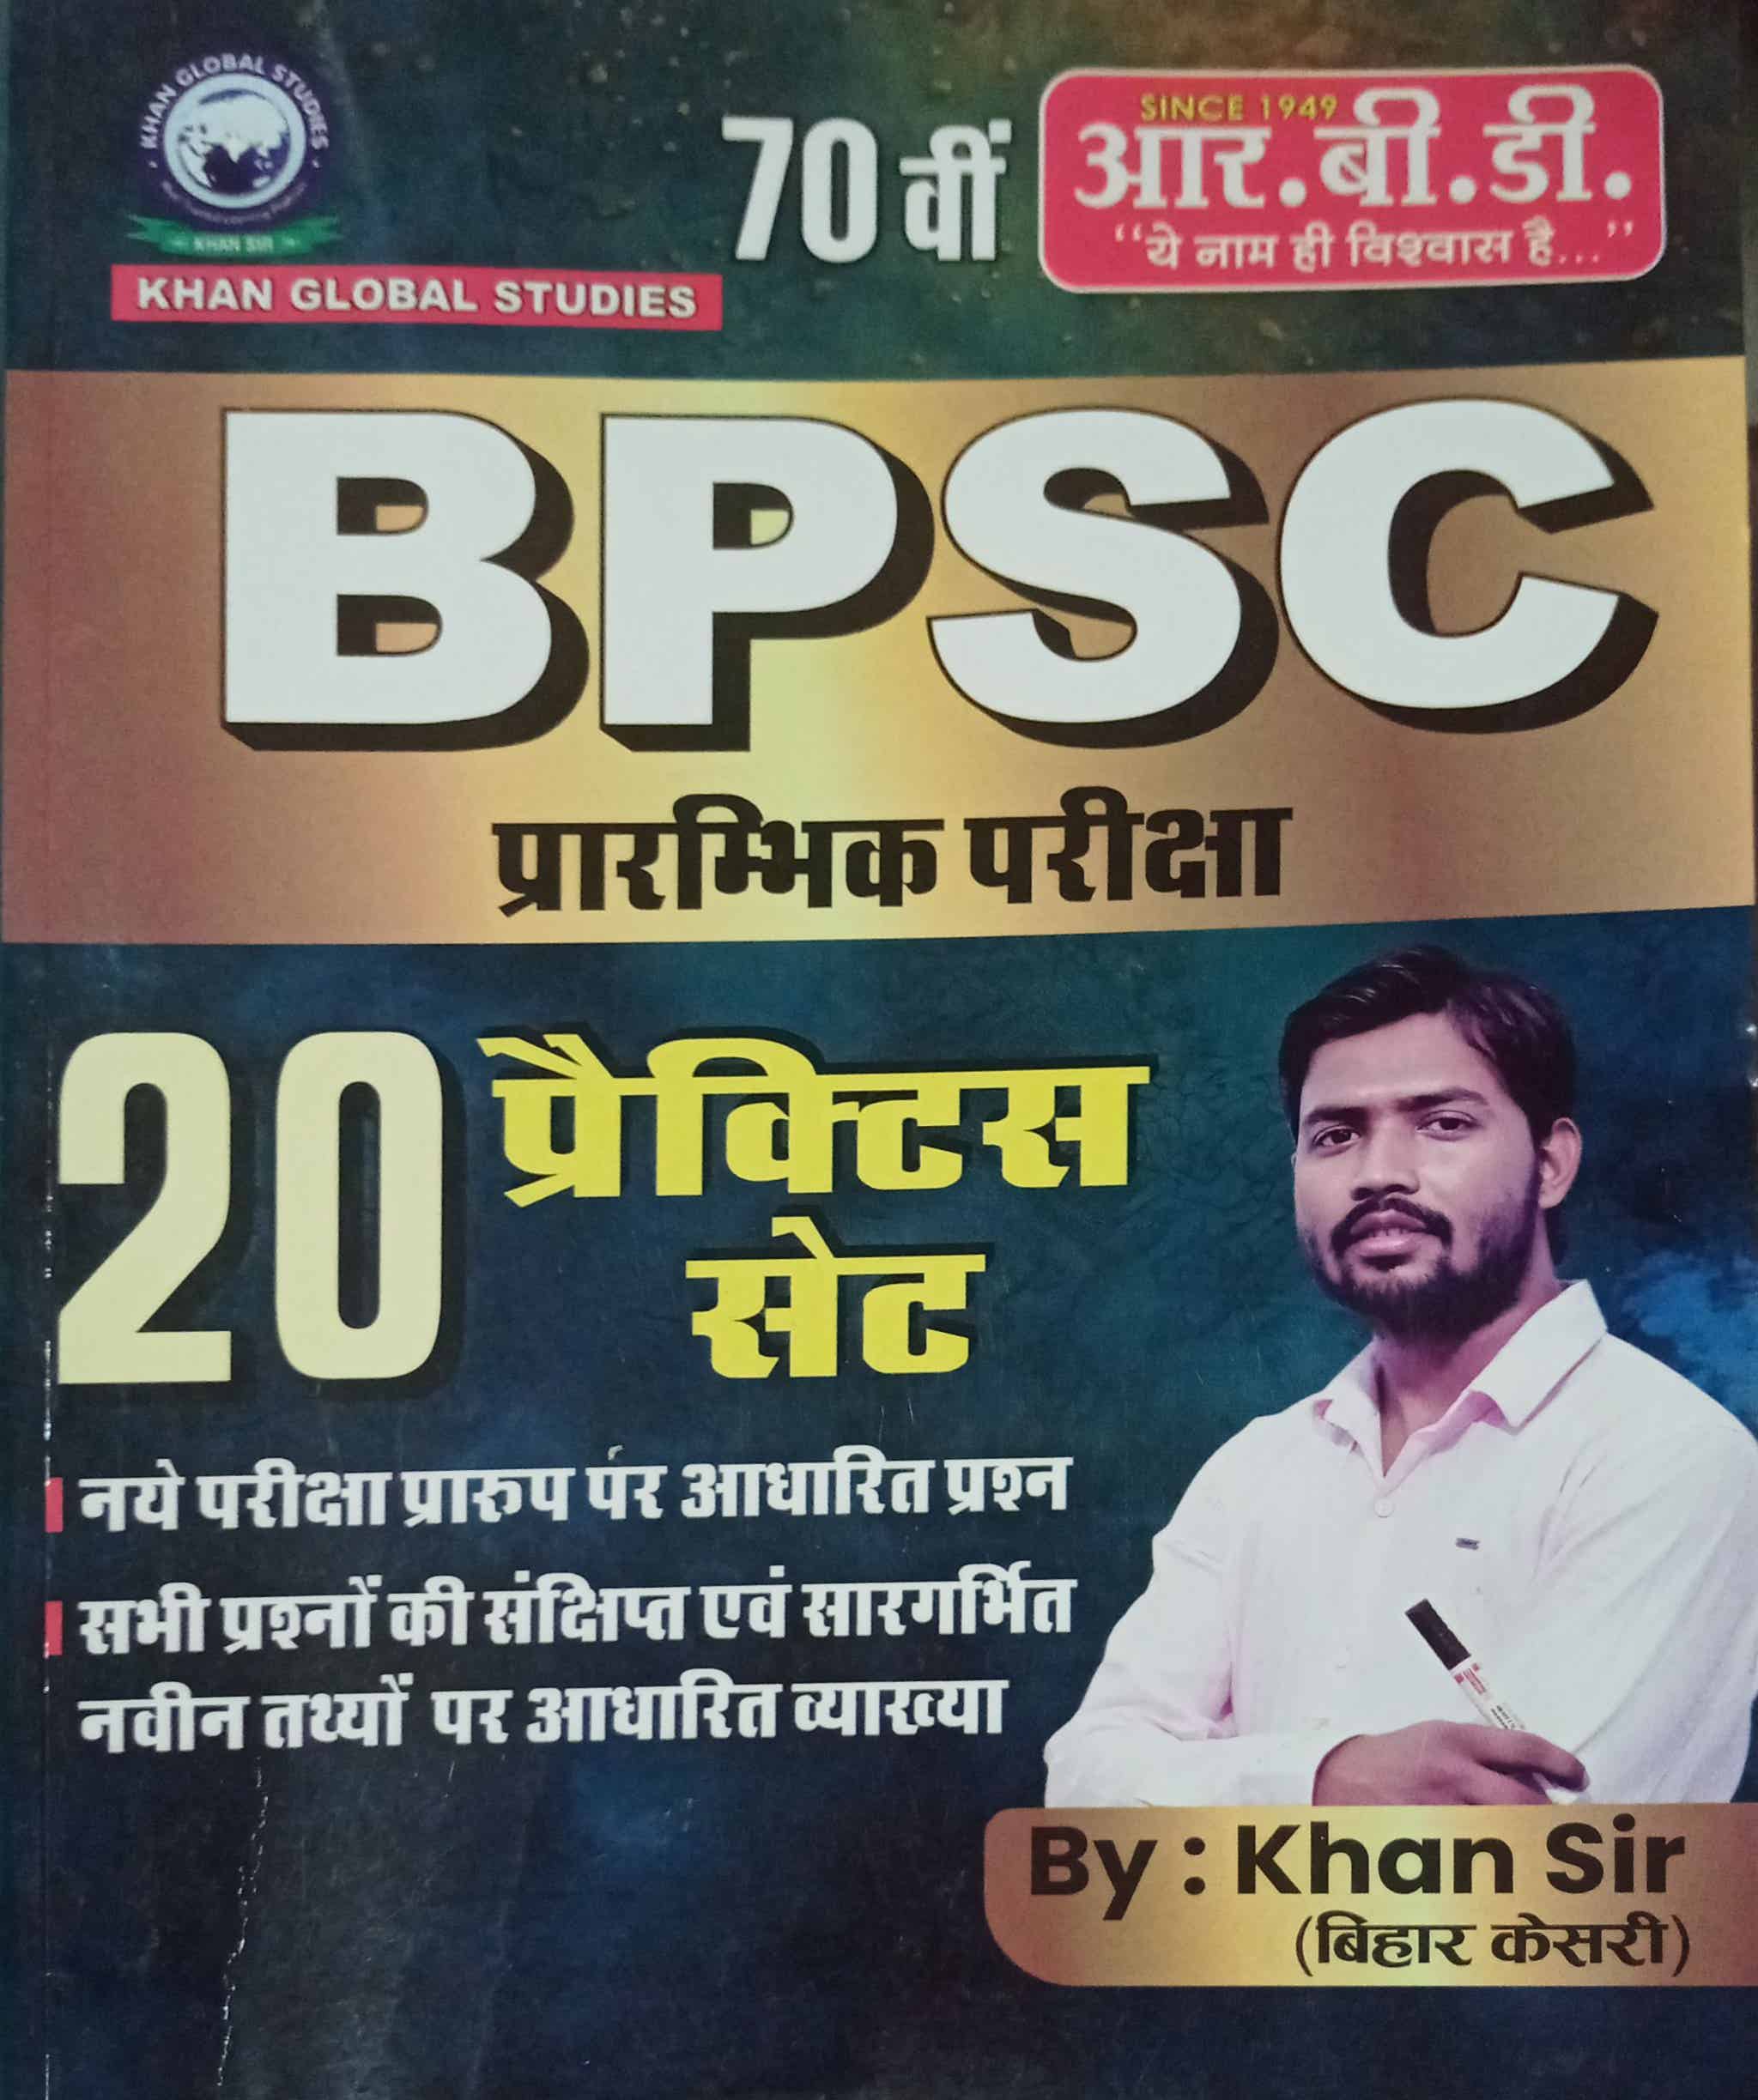 KHAN GLOBAL STUDIES
KHAN SIR
KHAN GLOBAL STUDIES
70 वीं
SINCE 1949
आर.बी.डी.
“ये नाम ही विश्वास है...”
BPSC
प्रारम्भिक परीक्षा
20 प्रैक्टिस
सेट
नये परीक्षा प्रारूप पर आधारित प्रश्न
सभी प्रश्नों की संक्षिप्त एवं सारगर्भित
नवीन तथ्यों पर आधारित व्याख्या
By : Khan Sir
(बिहार केसरी)